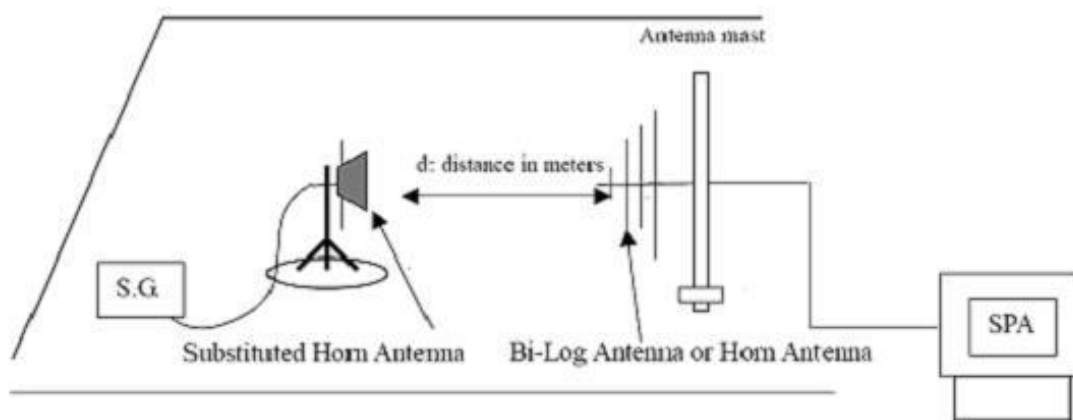 Antenna mast
d: distance in meters
S.G.
SPA
Substituted Horn Antenna
Bi-Log Antenna or Horn Antenna